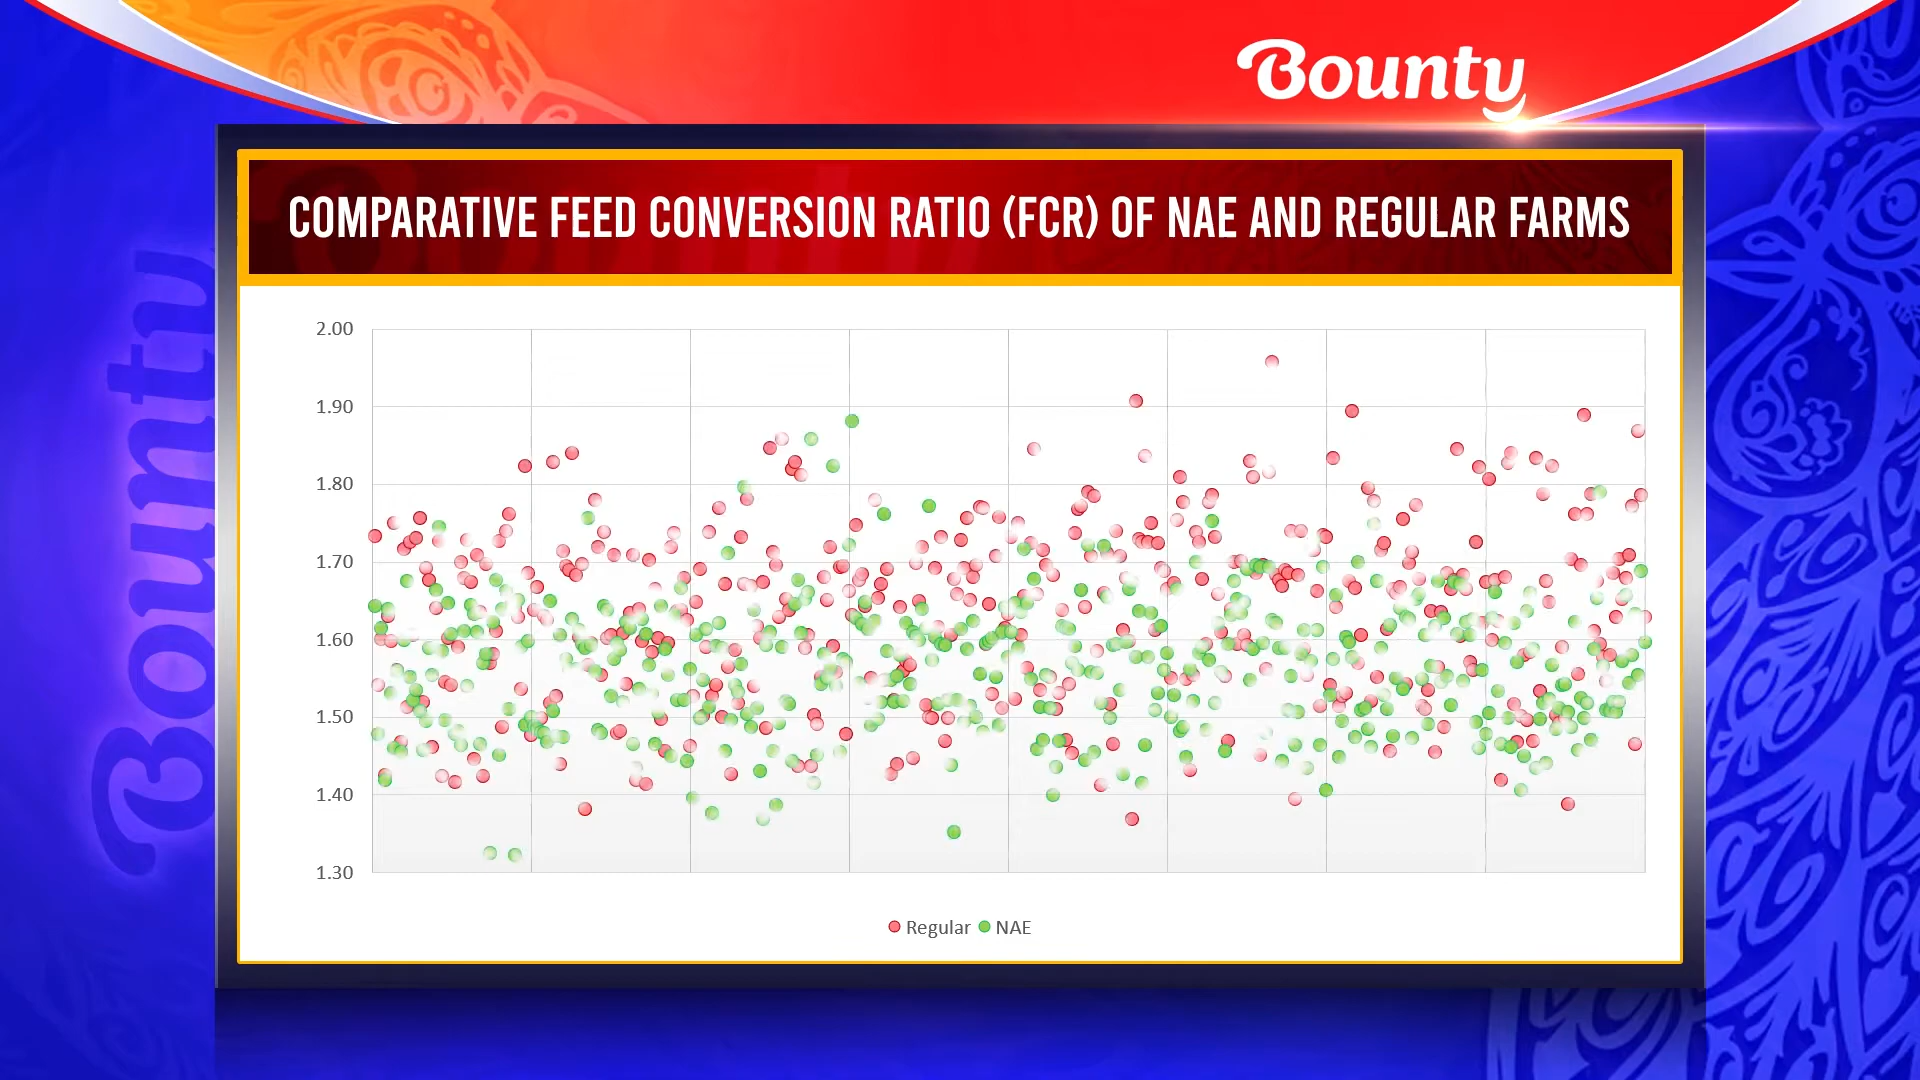 Bounty
COMPARATIVE FEED CONVERSION RATIO (FCR) OF NAE AND REGULAR FARMS
2.00
1.90
1.80
1.70
1.60
1.50
1.40
1.30
Regular NAE
Bounty